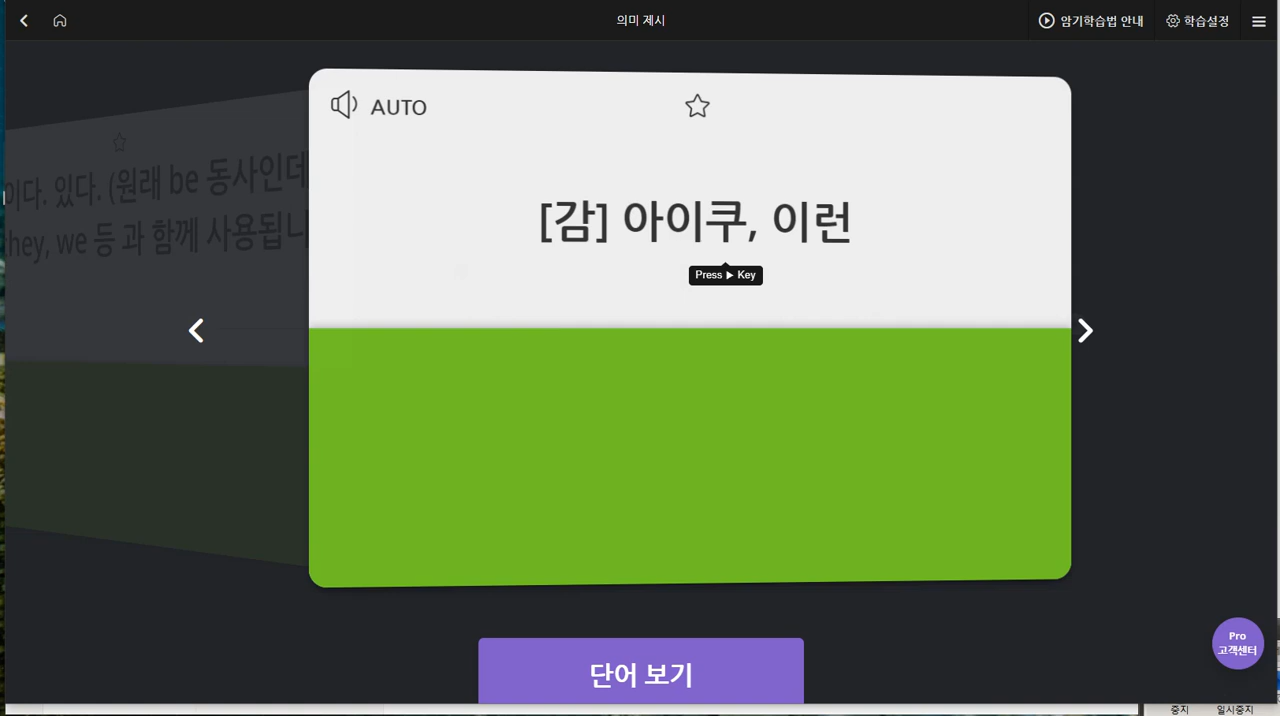 의미 제시
암기학습법 안내
학습설정
AUTO
이다. 있다. (원래 be 동사인데
hey, we 등 과 함께 사용됩니
[감] 아이쿠, 이런
Press ▶ Key
단어 보기
Pro
고객센터
중지
일시중지